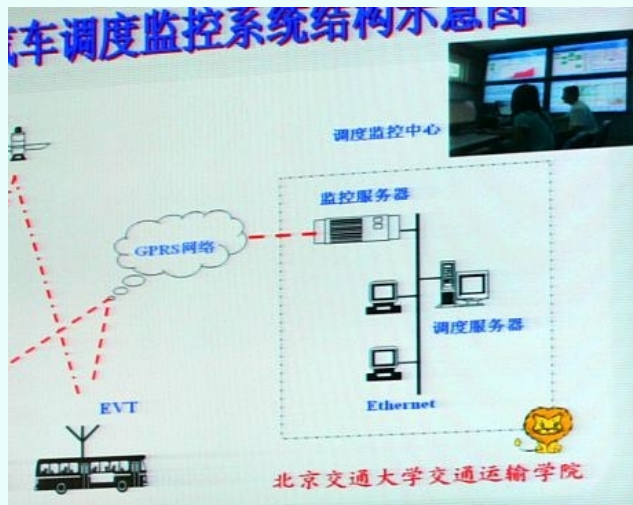 车调度监控系统结构示意图
调度监控中心
监控服务器
GPRS网络
调度服务器
EVT
Ethernet
北京交通大学交通运输学院